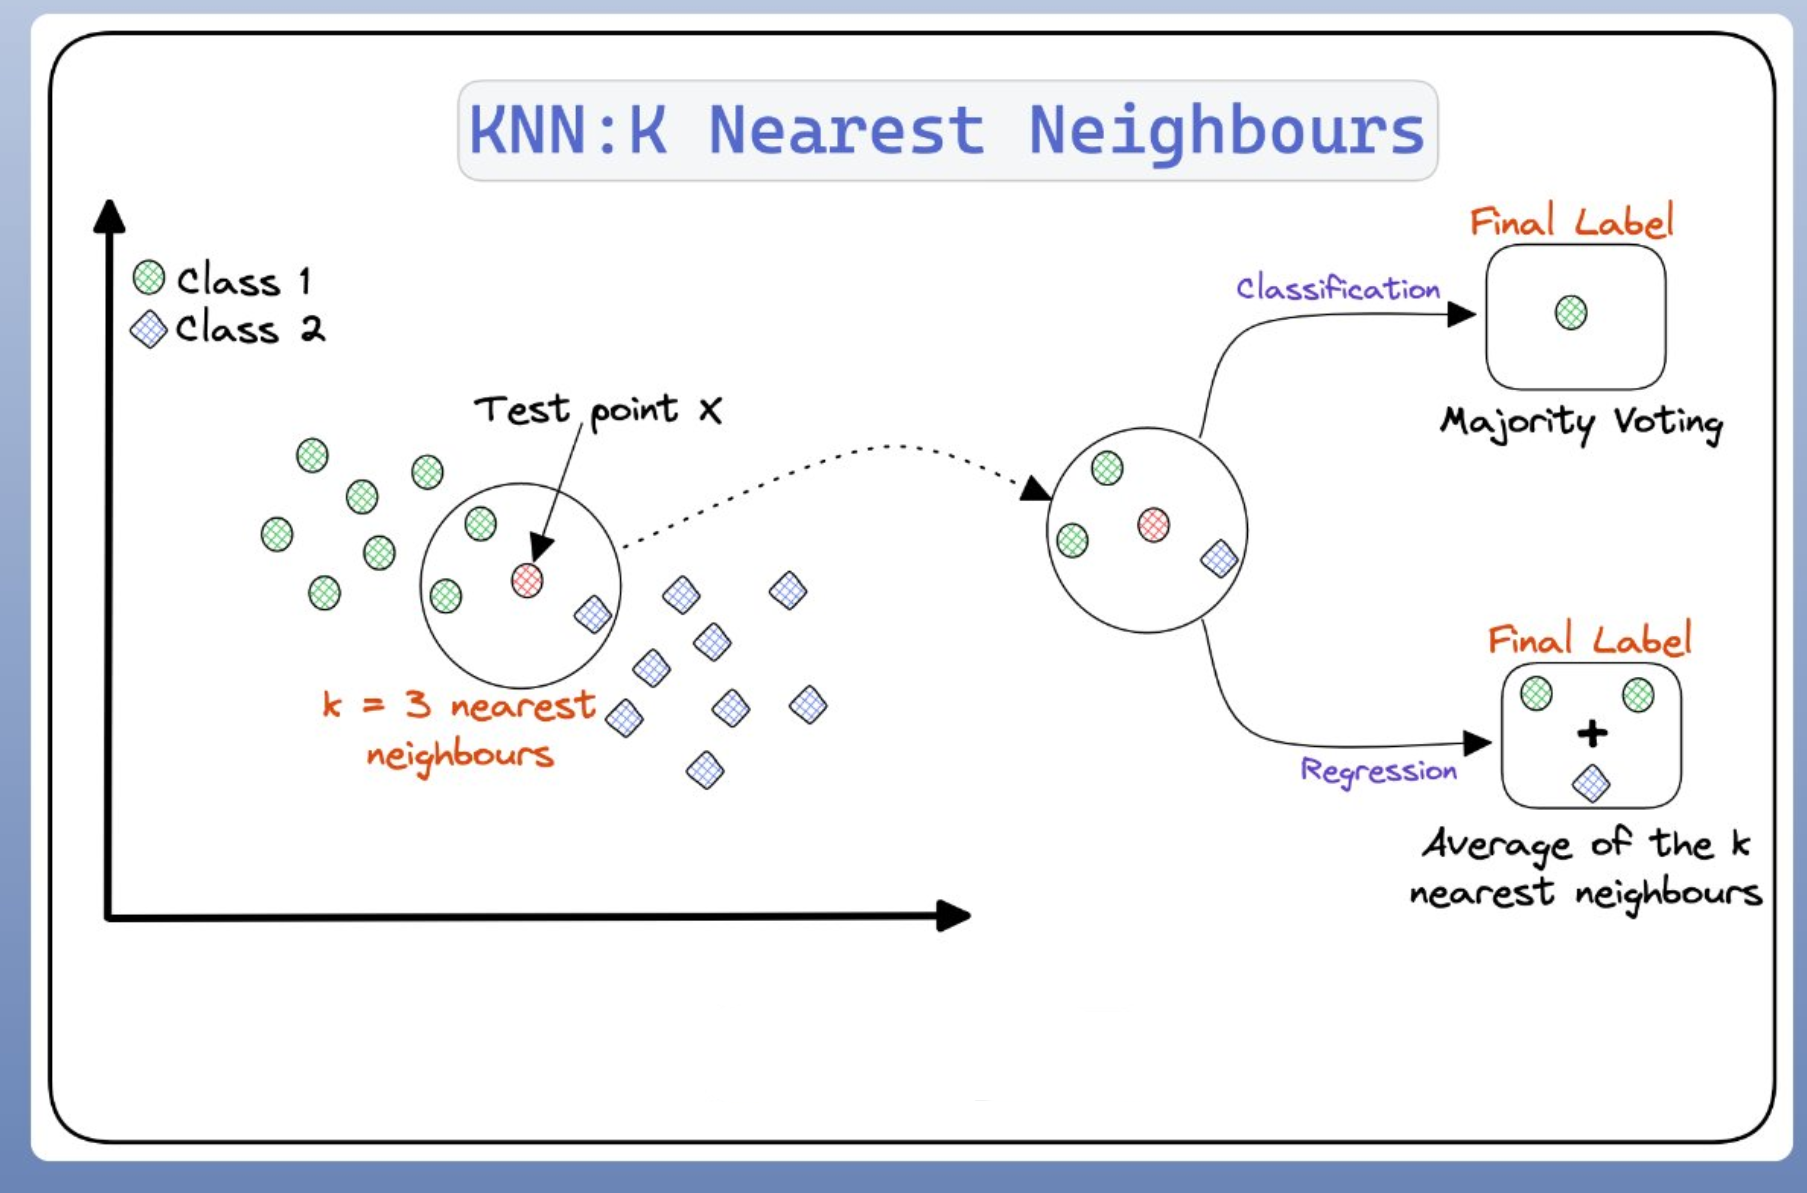 KNN:K Nearest Neighbours
Class 1
Class 2
Test point X
k = 3 nearest
neighbours
Classification
Final Label
Majority Voting
Regression
Final Label
+
Average of the k
nearest neighbours